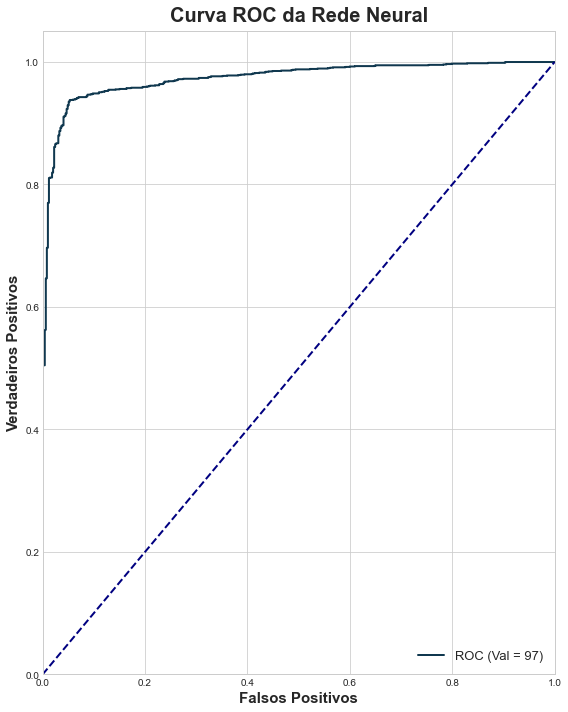 Curva ROC da Rede Neural
1.0
0.8
0.6
0.4
0.2
0.0
Verdadeiros Positivos
ROC (Val = 97)
0.0 0.2 0.4 0.6 0.8 1.0
Falsos Positivos